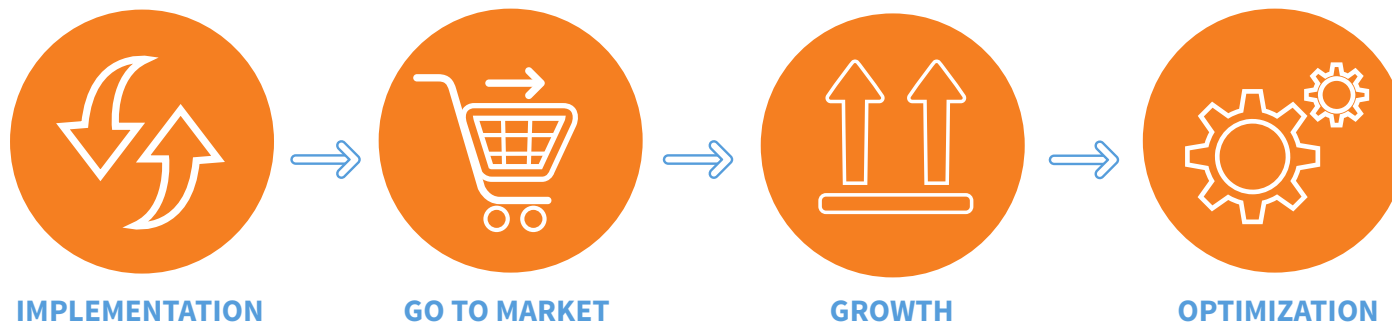 IMPLEMENTATION
GO TO MARKET
GROWTH
OPTIMIZATION